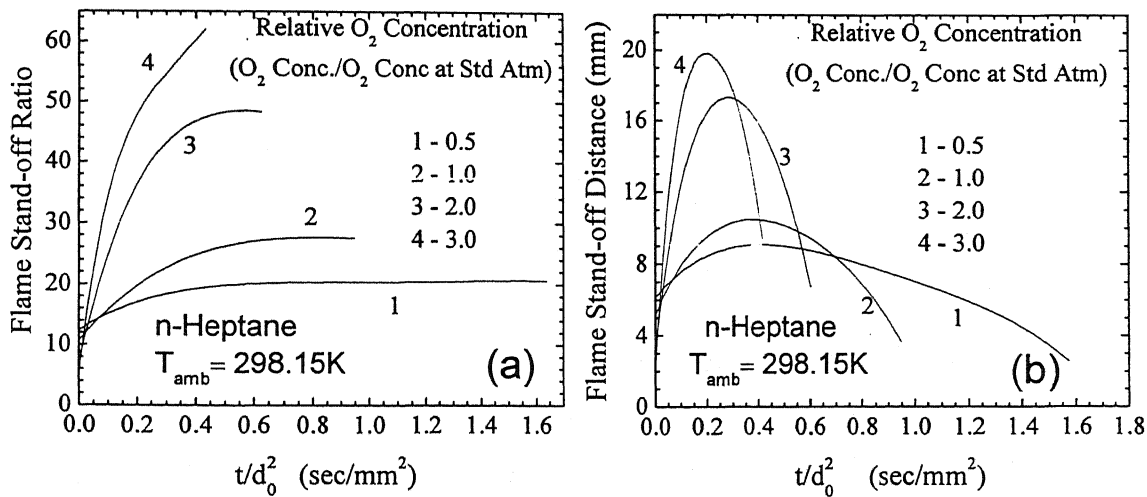 Relative O2 Concentration
(O2 Conc./O2 Conc at Std Atm)
1 - 0.5
2 - 1.0
3 - 2.0
4 - 3.0
4
3
2
1
n-Heptane
Tamb= 298.15K
(a)
Flame Stand-off Ratio
60
50
40
30
20
10
0
0.0 0.2 0.4 0.6 0.8 1.0 1.2 1.4 1.6
t/d0^2 (sec/mm^2)
Relative O2 Concentration
(O2 Conc./O2 Conc at Std Atm)
1 - 0.5
2 - 1.0
3 - 2.0
4 - 3.0
4
3
2
1
n-Heptane
Tamb= 298.15K
(b)
Flame Stand-off Distance (mm)
20
16
12
8
4
0
0.0 0.2 0.4 0.6 0.8 1.0 1.2 1.4 1.6 1.8
t/d0^2 (sec/mm^2)